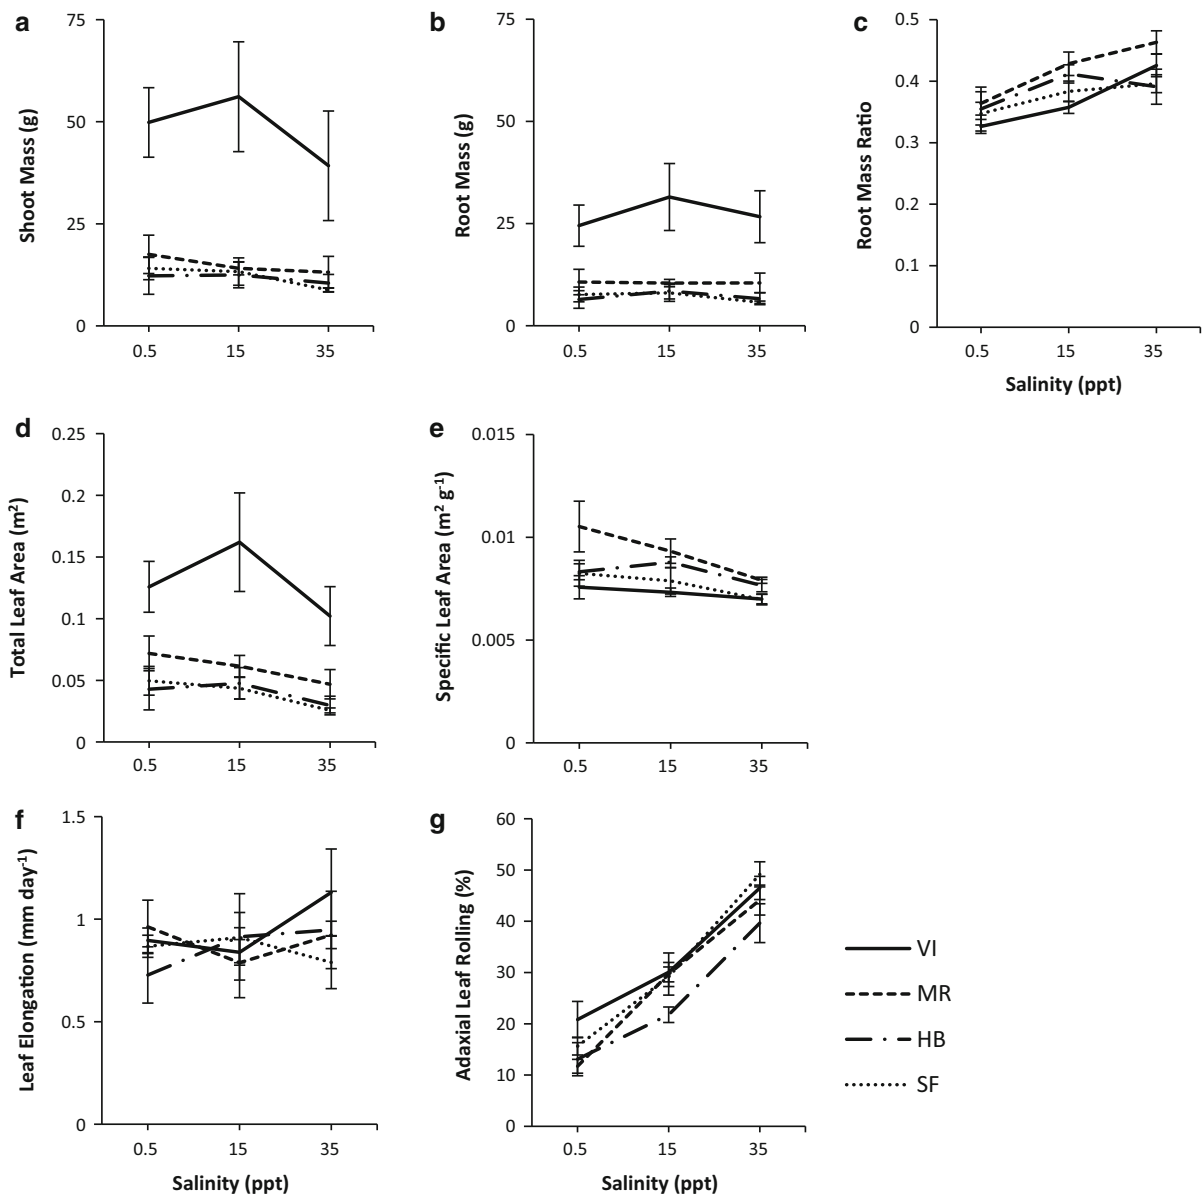 a
Shoot Mass (g)
75
50
25
0
0.5 15 35
b
Root Mass (g)
75
50
25
0
0.5 15 35
c
Root Mass Ratio
0.5
0.4
0.3
0.2
0.1
0
0.5 15 35
Salinity (ppt)
d
Total Leaf Area (m²)
0.25
0.2
0.15
0.1
0.05
0
0.5 15 35
e
Specific Leaf Area (m² g⁻¹)
0.015
0.01
0.005
0
0.5 15 35
f
Leaf Elongation (mm day⁻¹)
1.5
1
0.5
0
0.5 15 35
Salinity (ppt)
g
Adaxial Leaf Rolling (%)
60
50
40
30
20
10
0
0.5 15 35
Salinity (ppt)
VI
MR
HB
SF